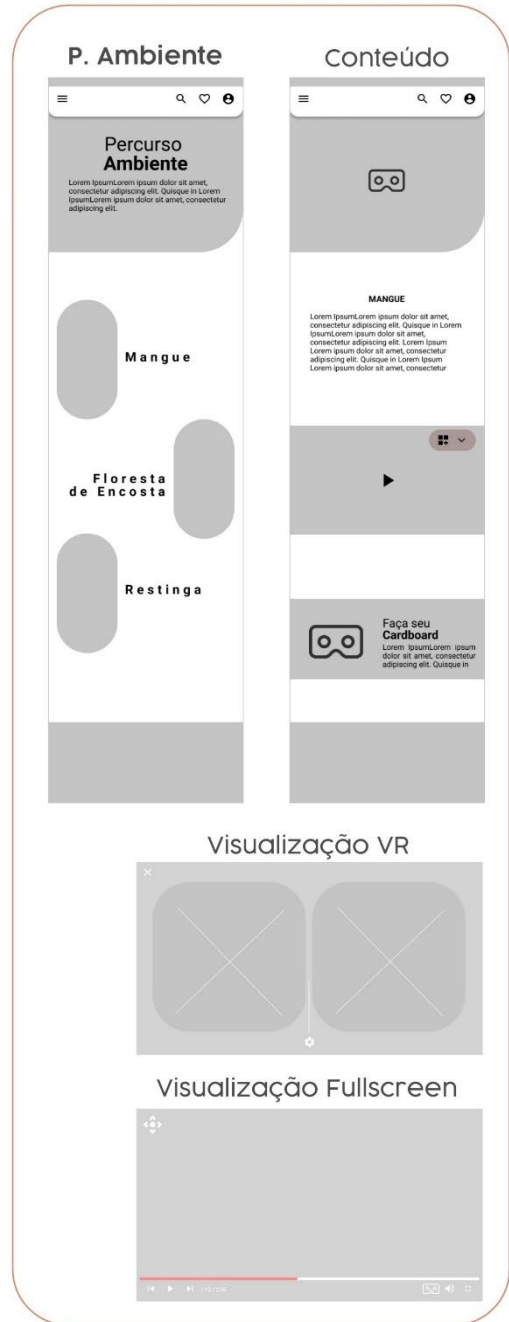 P. Ambiente
Percurso
Ambiente
Lorem IpsumLorem ipsum dolor sit amet,
consectetur adipiscing elit. Quisque in Lorem
IpsumLorem ipsum dolor sit amet, consectetur
adipiscing elit.
Mangue
Floresta
de Encosta
Restinga
Conteúdo
MANGUE
Lorem IpsumLorem ipsum dolor sit amet,
consectetur adipiscing elit. Quisque in Lorem
IpsumLorem ipsum dolor sit amet,
consectetur adipiscing elit. Lorem Ipsum
Lorem ipsum dolor sit amet, consectetur
adipiscing elit. Quisque in Lorem Ipsum
Lorem ipsum dolor sit amet, consectetur
Faça seu
Cardboard
Lorem IpsumLorem ipsum
dolor sit amet, consectetur
adipiscing elit. Quisque in
Visualização VR
Visualização Fullscreen